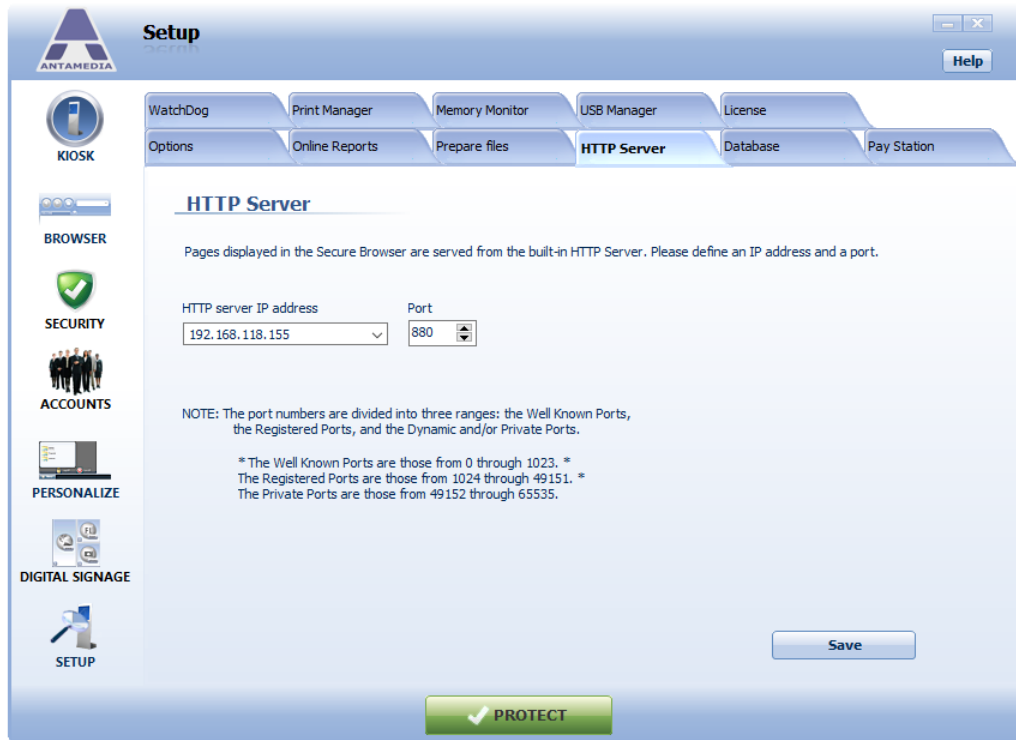 Setup
ANTAMEDIA
Help
KIOSK
BROWSER
SECURITY
ACCOUNTS
PERSONALIZE
DIGITAL SIGNAGE
SETUP
WatchDog
Print Manager
Memory Monitor
USB Manager
License
Options
Online Reports
Prepare files
HTTP Server
Database
Pay Station
HTTP Server
Pages displayed in the Secure Browser are served from the built-in HTTP Server. Please define an IP address and a port.
HTTP server IP address
Port
192.168.118.155
880
NOTE: The port numbers are divided into three ranges: the Well Known Ports,
the Registered Ports, and the Dynamic and/or Private Ports.
* The Well Known Ports are those from 0 through 1023. *
The Registered Ports are those from 1024 through 49151. *
The Private Ports are those from 49152 through 65535.
Save
PROTECT